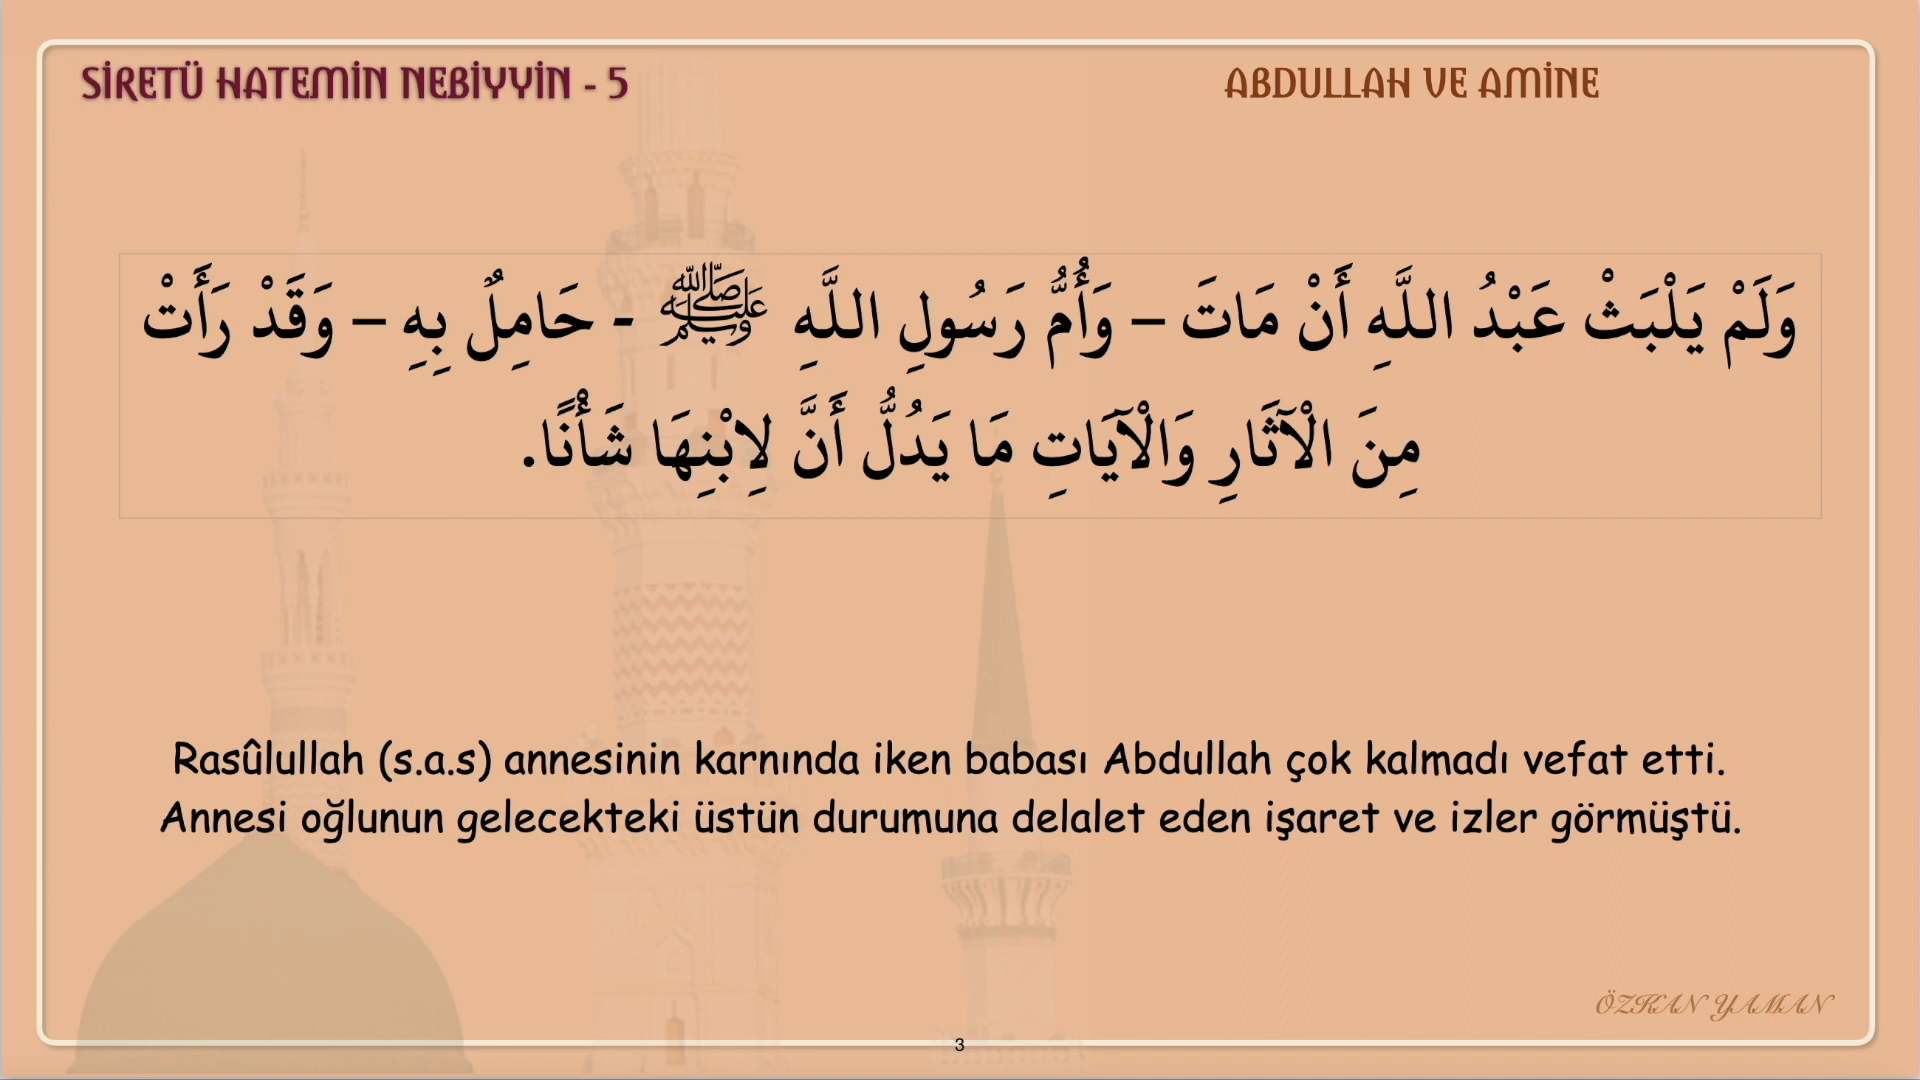 SİRETÜ HATEMİN NEBİYYİN - 5
ABDULLAH VE AMİNE
وَلَمْ يَلْبَثْ عَبْدُ اللَّهِ أَنْ مَاتَ – وَأُمُّ رَسُولِ اللَّهِ ﷺ - حَامِلٌ بِهِ – وَقَدْ رَأَتْ
مِنَ الْآثَارِ وَالْآيَاتِ مَا يَدُلُّ أَنَّ لِابْنِهَا شَأْنًا.
Rasûlullah (s.a.s) annesinin karnında iken babası Abdullah çok kalmadı vefat etti.
Annesi oğlunun gelecekteki üstün durumuna delalet eden işaret ve izler görmüştü.
ÖZKAN YAMAN
3